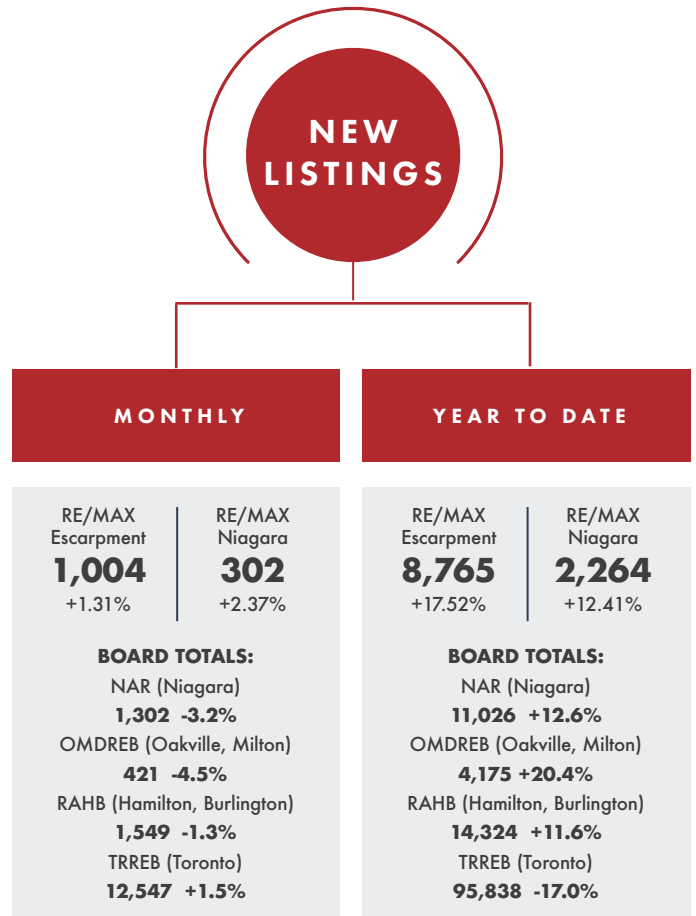 NEW
LISTINGS
MONTHLY
RE/MAX
Escarpment
1,004
+1.31%
RE/MAX
Niagara
302
+2.37%
BOARD TOTALS:
NAR (Niagara)
1,302 -3.2%
OMDREB (Oakville, Milton)
421 -4.5%
RAHB (Hamilton, Burlington)
1,549 -1.3%
TRREB (Toronto)
12,547 +1.5%
YEAR TO DATE
RE/MAX
Escarpment
8,765
+17.52%
RE/MAX
Niagara
2,264
+12.41%
BOARD TOTALS:
NAR (Niagara)
11,026 +12.6%
OMDREB (Oakville, Milton)
4,175 +20.4%
RAHB (Hamilton, Burlington)
14,324 +11.6%
TRREB (Toronto)
95,838 -17.0%